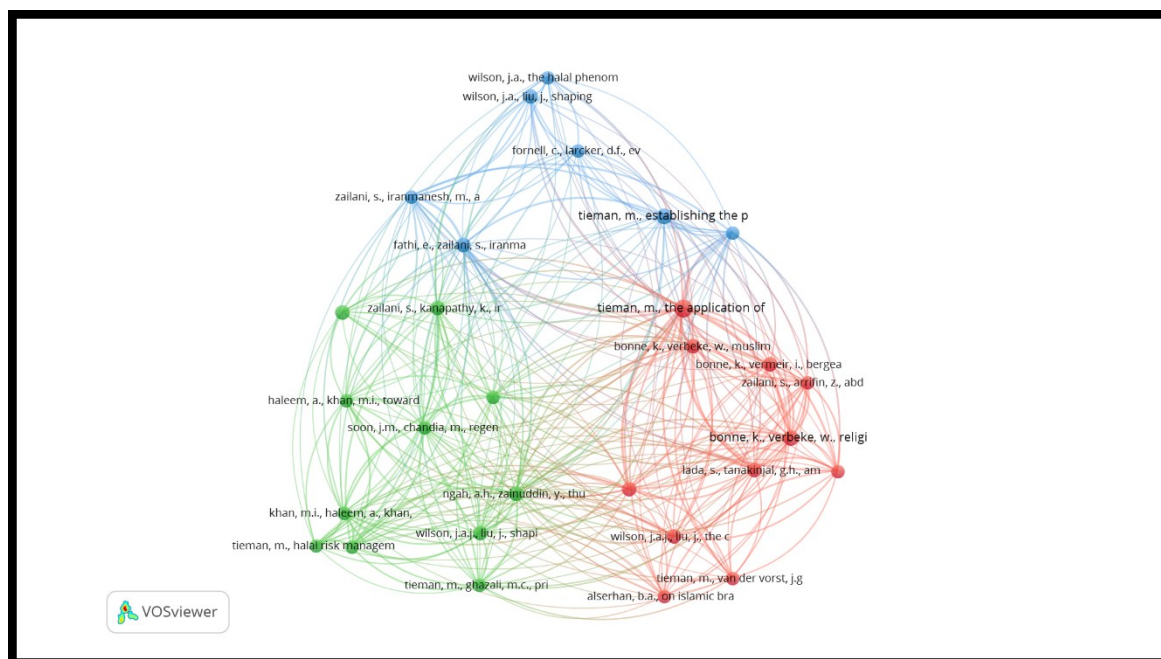 wilson, j.a., the halal phenom
wilson, j.a., liu, j., shaping
fornell, c., larcker, d.f., ev
zailani, s., iranmanesh, m., a
tieman, m., establishing the p
fathi, e., zailani, s., iranma
zailani, s., kanapathy, k., ir
tieman, m., the application of
bonne, k., verbeke, w., muslim
bonne, k., vermeir, i., bergea
zailani, s., arrifin, z., abd
haleem, a., khan, m.i., toward
soon, j.m., chandia, m., regen
bonne, k., verbeke, w., religi
lada, s., tanakinjal, g.h., am
ngah, a.h., zainuddin, y., thu
khan, m.i., haleem, a., khan,
wilson, j.a.j., liu, j., shapi
wilson, j.a.j., liu, j., the c
tieman, m., halal risk managem
tieman, m., van der vorst, j.g
tieman, m., ghazali, m.c., pri
alserhan, b.a., on islamic bra
VOSviewer